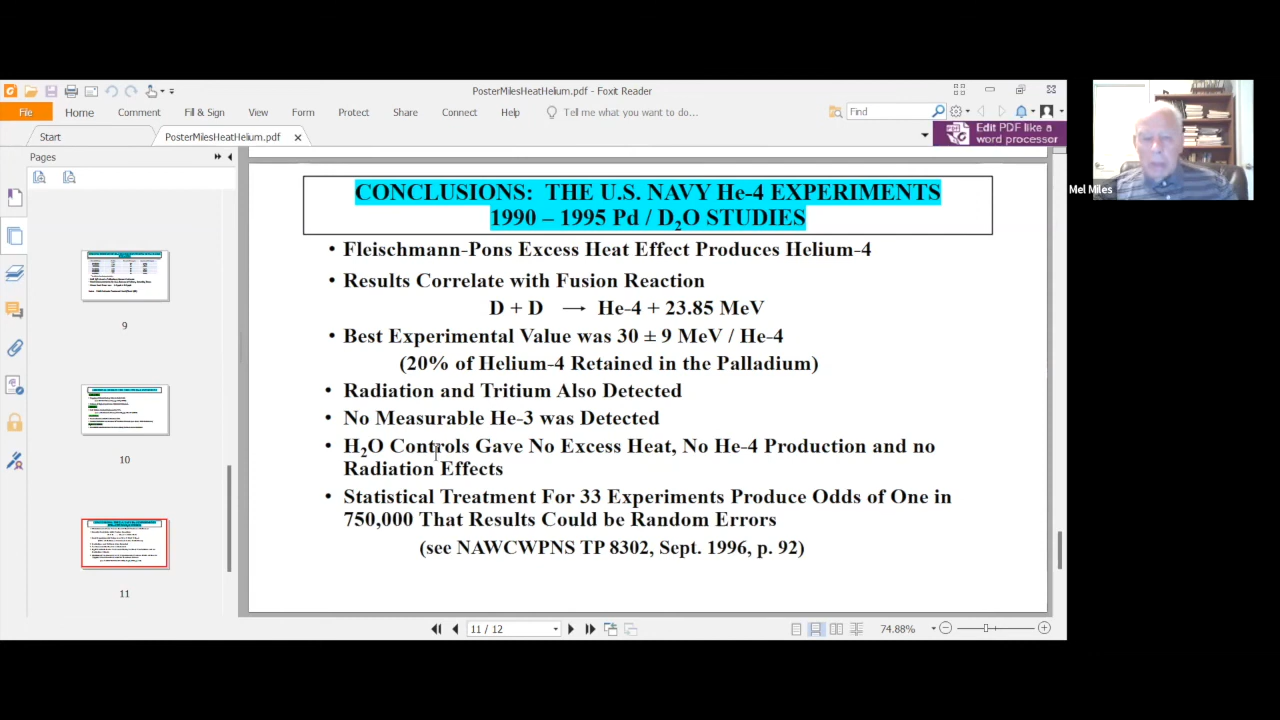 PosterMilesHeatHelium.pdf - Foxit Reader
File Home Comment Fill & Sign View Form Protect Share Connect Help Tell me what you want to do... Find
Start PosterMilesHeatHelium.pdf Edit PDF like a
word processor
Pages
Mel Miles
CONCLUSIONS: THE U.S. NAVY He-4 EXPERIMENTS
1990 – 1995 Pd / D₂O STUDIES
• Fleischmann-Pons Excess Heat Effect Produces Helium-4
• Results Correlate with Fusion Reaction
D + D → He-4 + 23.85 MeV
• Best Experimental Value was 30 ± 9 MeV / He-4
(20% of Helium-4 Retained in the Palladium)
• Radiation and Tritium Also Detected
• No Measurable He-3 was Detected
• H₂O Controls Gave No Excess Heat, No He-4 Production and no
Radiation Effects
• Statistical Treatment For 33 Experiments Produce Odds of One in
750,000 That Results Could be Random Errors
(see NAWCWPNS TP 8302, Sept. 1996, p. 92)
9
10
11
11 / 12
74.88%